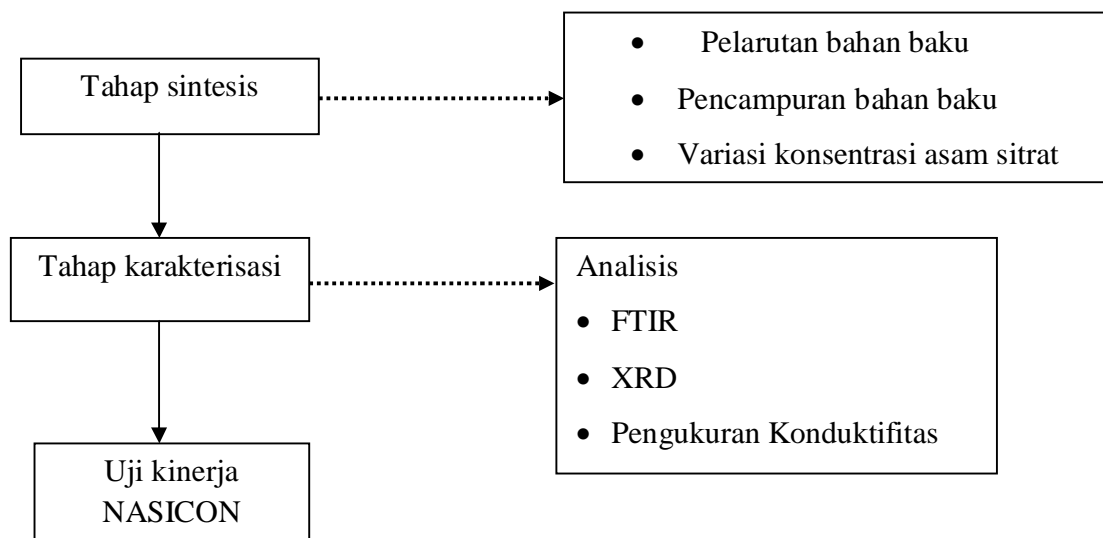 Tahap sintesis
• Pelarutan bahan baku
• Pencampuran bahan baku
• Variasi konsentrasi asam sitrat
Tahap karakterisasi
Analisis
• FTIR
• XRD
• Pengukuran Konduktifitas
Uji kinerja
NASICON